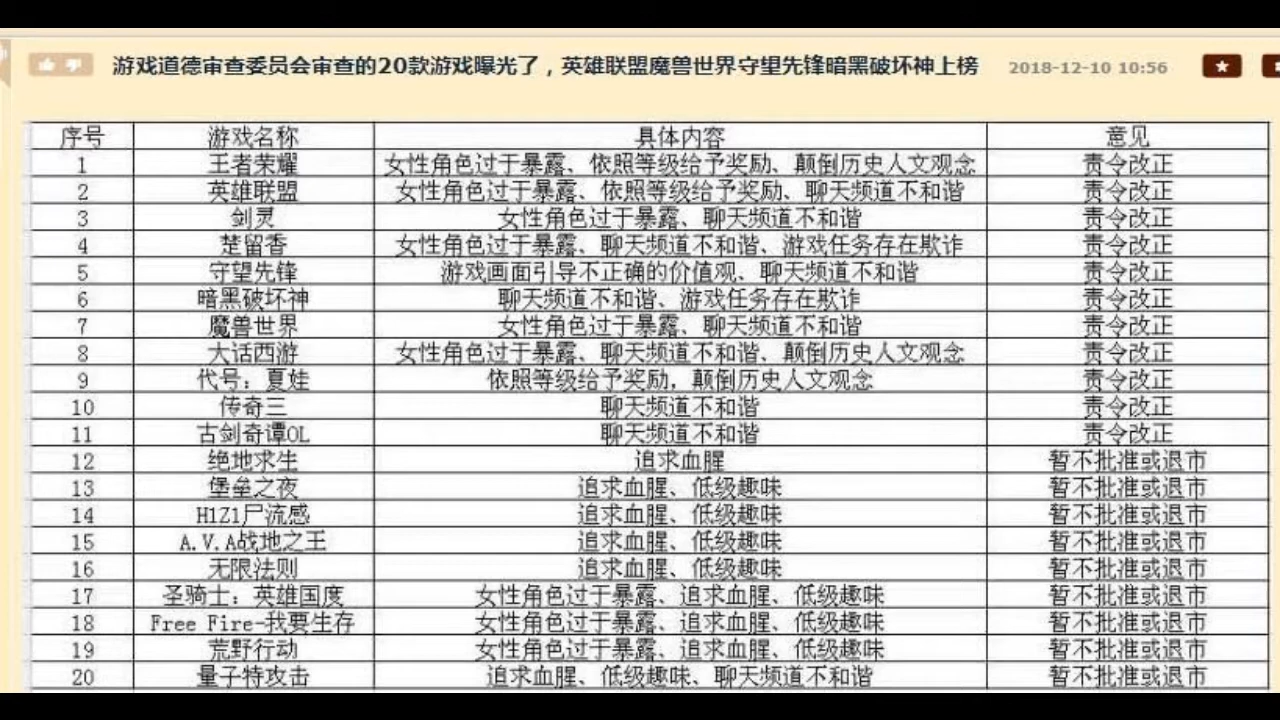 游戏道德审查委员会审查的20款游戏曝光了，英雄联盟魔兽世界守望先锋暗黑破坏神上榜 2018-12-10 10:56
序号 游戏名称 具体内容 意见
1 王者荣耀 女性角色过于暴露、依照等级给予奖励、颠倒历史人文观念 责令改正
2 英雄联盟 女性角色过于暴露、依照等级给予奖励、聊天频道不和谐 责令改正
3 剑灵 女性角色过于暴露、聊天频道不和谐 责令改正
4 楚留香 女性角色过于暴露、聊天频道不和谐、游戏任务存在欺诈 责令改正
5 守望先锋 游戏画面引导不正确的价值观、聊天频道不和谐 责令改正
6 暗黑破坏神 聊天频道不和谐、游戏任务存在欺诈 责令改正
7 魔兽世界 女性角色过于暴露、聊天频道不和谐 责令改正
8 大话西游 女性角色过于暴露、聊天频道不和谐、颠倒历史人文观念 责令改正
9 代号：夏娃 依照等级给予奖励，颠倒历史人文观念 责令改正
10 传奇三 聊天频道不和谐 责令改正
11 古剑奇谭OL 聊天频道不和谐 责令改正
12 绝地求生 追求血腥 暂不批准或退市
13 堡垒之夜 追求血腥、低级趣味 暂不批准或退市
14 H1Z1尸流感 追求血腥、低级趣味 暂不批准或退市
15 A.V.A战地之王 追求血腥、低级趣味 暂不批准或退市
16 无限法则 追求血腥、低级趣味 暂不批准或退市
17 圣骑士：英雄国度 女性角色过于暴露、追求血腥、低级趣味 暂不批准或退市
18 Free Fire-我要生存 女性角色过于暴露、追求血腥、低级趣味 暂不批准或退市
19 荒野行动 女性角色过于暴露、追求血腥、低级趣味 暂不批准或退市
20 量子特攻击 追求血腥、低级趣味、聊天频道不和谐 暂不批准或退市